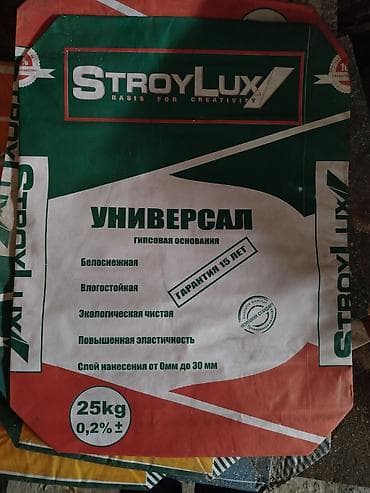 STROYLUX
BASIS FOR CREATIVITY
УНИВЕРСАЛ
ГИПСОВАЯ ОСНОВАНИЯ
Белоснежная
Влогостойкая
ГАРАНТИЯ 15 ЛЕТ
Экологическая чистая
Повышенная эластичность
Слой нанесения от 0мм до 30 мм
25kg
0,2% ±
STROYLUX
STROYLUX